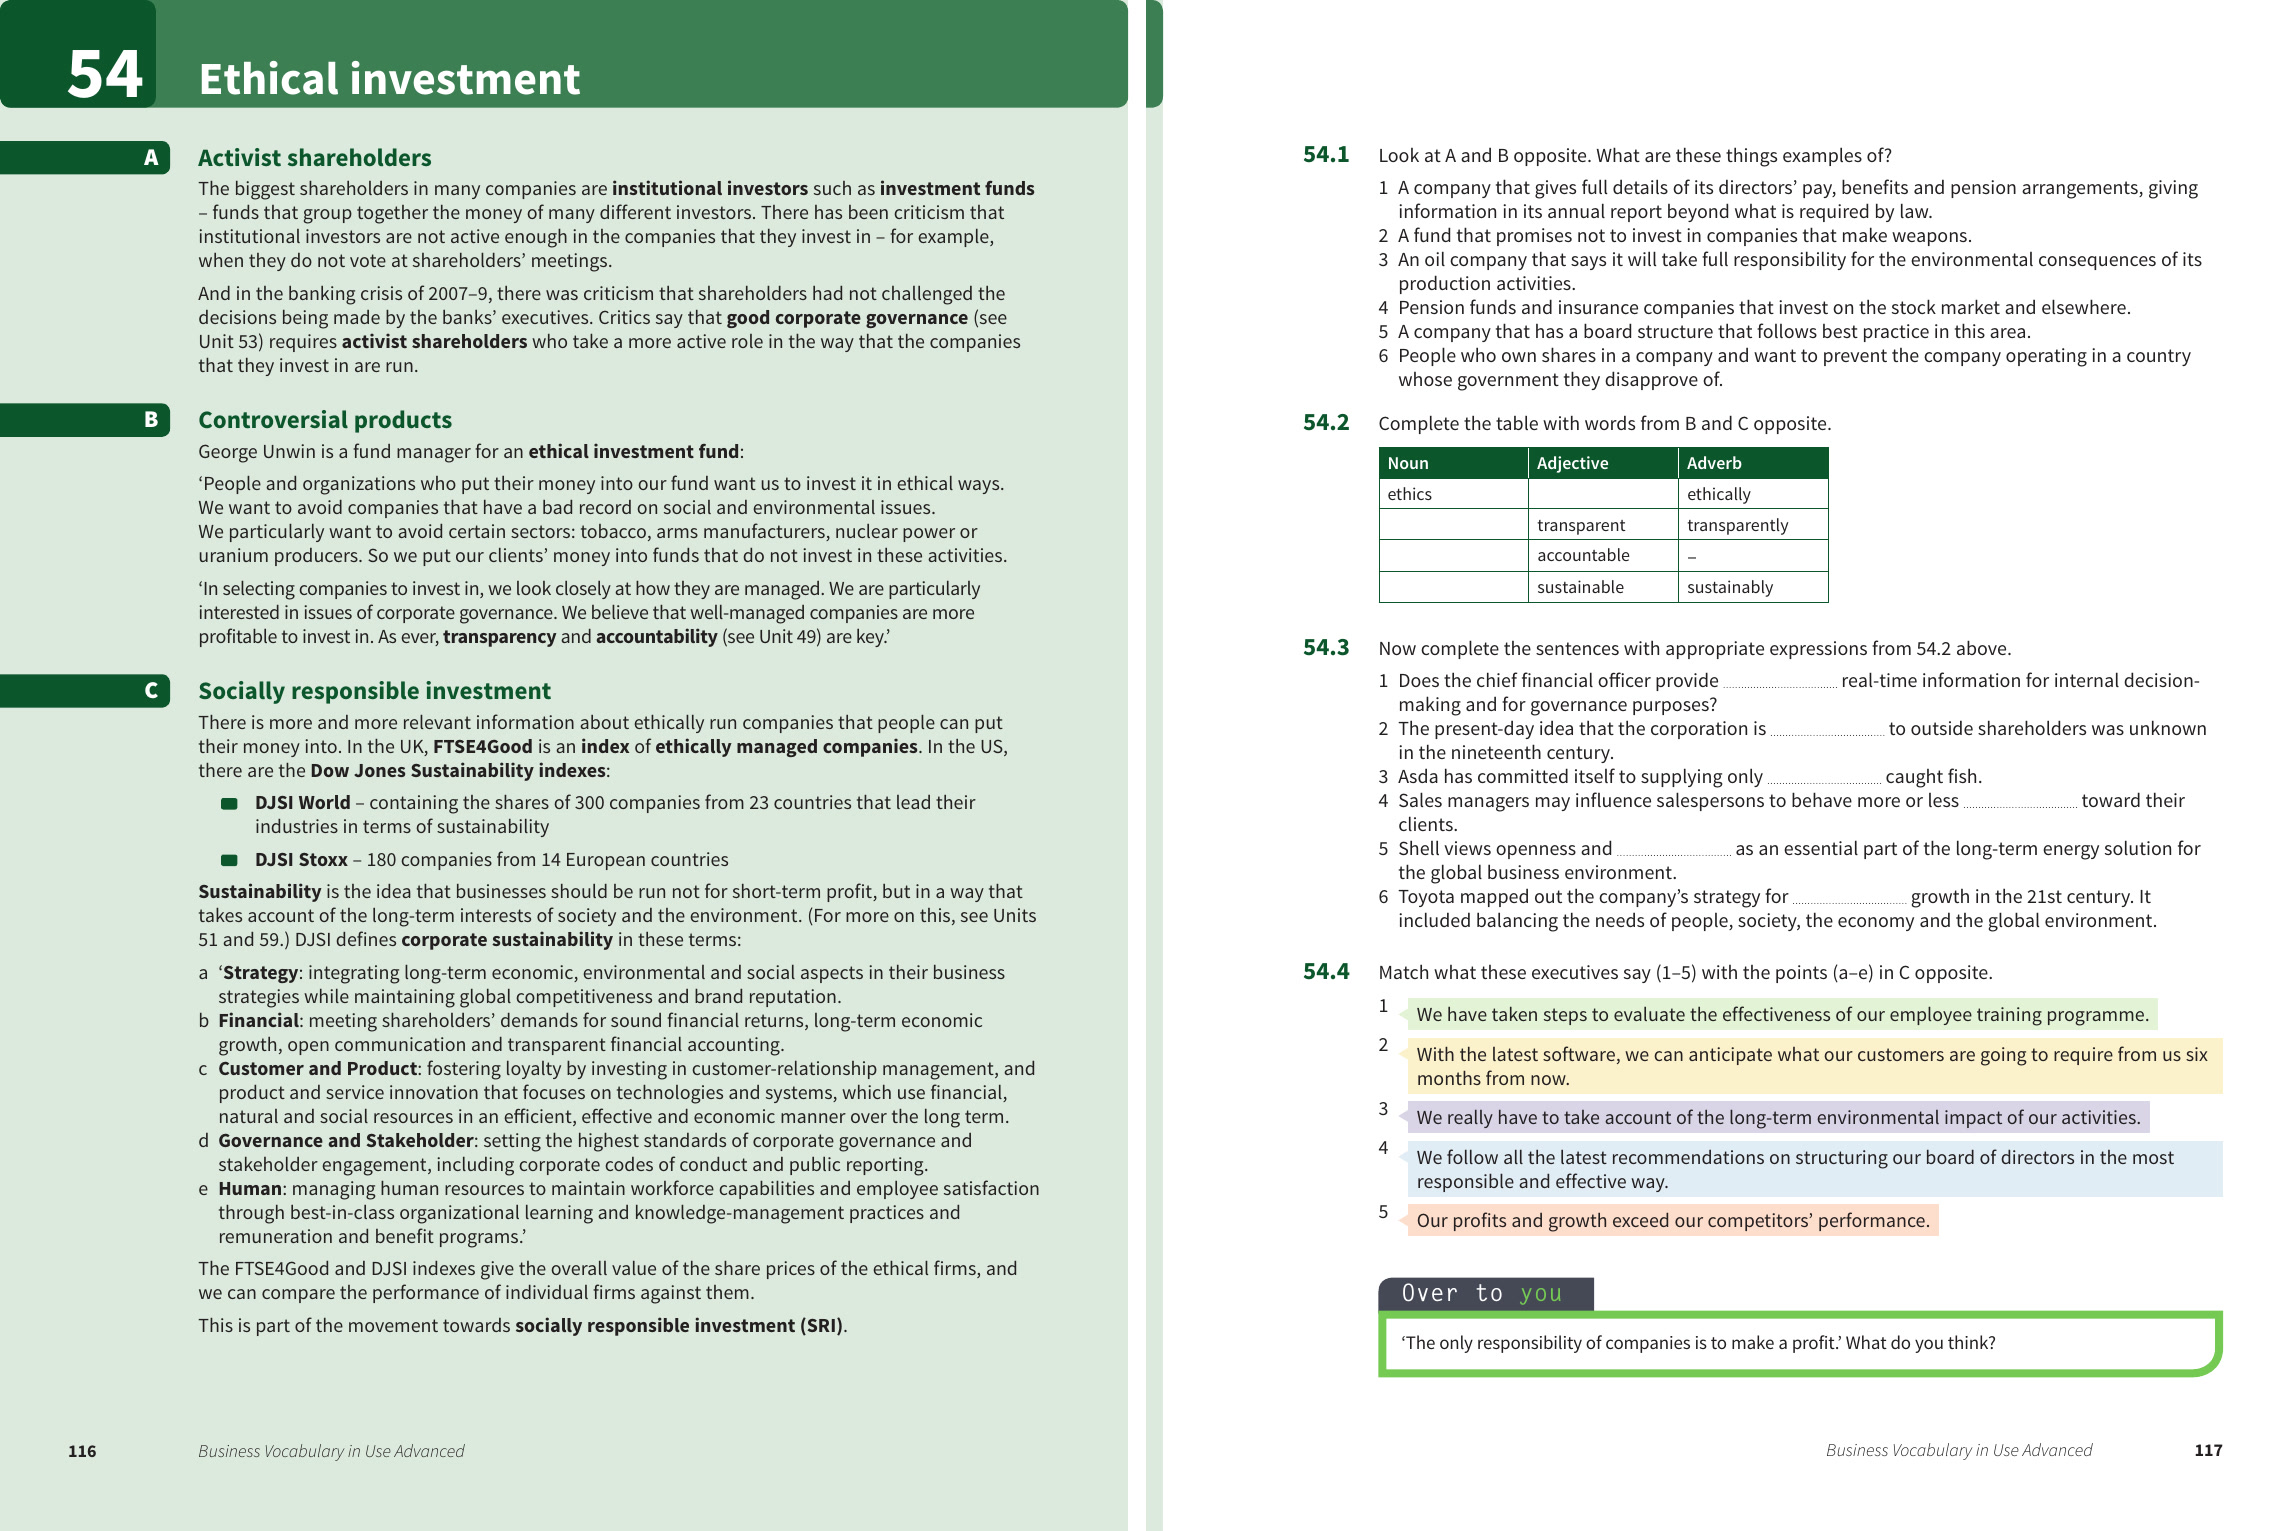 54
Ethical investment
A
Activist shareholders
The biggest shareholders in many companies are institutional investors such as investment funds
– funds that group together the money of many different investors. There has been criticism that
institutional investors are not active enough in the companies that they invest in – for example,
when they do not vote at shareholders’ meetings.
And in the banking crisis of 2007–9, there was criticism that shareholders had not challenged the
decisions being made by the banks’ executives. Critics say that good corporate governance (see
Unit 53) requires activist shareholders who take a more active role in the way that the companies
that they invest in are run.
B
Controversial products
George Unwin is a fund manager for an ethical investment fund:
‘People and organizations who put their money into our fund want us to invest it in ethical ways.
We want to avoid companies that have a bad record on social and environmental issues.
We particularly want to avoid certain sectors: tobacco, arms manufacturers, nuclear power or
uranium producers. So we put our clients’ money into funds that do not invest in these activities.
‘In selecting companies to invest in, we look closely at how they are managed. We are particularly
interested in issues of corporate governance. We believe that well-managed companies are more
profitable to invest in. As ever, transparency and accountability (see Unit 49) are key.’
C
Socially responsible investment
There is more and more relevant information about ethically run companies that people can put
their money into. In the UK, FTSE4Good is an index of ethically managed companies. In the US,
there are the Dow Jones Sustainability indexes:
DJSI World – containing the shares of 300 companies from 23 countries that lead their
industries in terms of sustainability
DJSI Stoxx – 180 companies from 14 European countries
Sustainability is the idea that businesses should be run not for short-term profit, but in a way that
takes account of the long-term interests of society and the environment. (For more on this, see Units
51 and 59.) DJSI defines corporate sustainability in these terms:
a ‘Strategy: integrating long-term economic, environmental and social aspects in their business
strategies while maintaining global competitiveness and brand reputation.
b Financial: meeting shareholders’ demands for sound financial returns, long-term economic
growth, open communication and transparent financial accounting.
c Customer and Product: fostering loyalty by investing in customer-relationship management, and
product and service innovation that focuses on technologies and systems, which use financial,
natural and social resources in an efficient, effective and economic manner over the long term.
d Governance and Stakeholder: setting the highest standards of corporate governance and
stakeholder engagement, including corporate codes of conduct and public reporting.
e Human: managing human resources to maintain workforce capabilities and employee satisfaction
through best-in-class organizational learning and knowledge-management practices and
remuneration and benefit programs.’
The FTSE4Good and DJSI indexes give the overall value of the share prices of the ethical firms, and
we can compare the performance of individual firms against them.
This is part of the movement towards socially responsible investment (SRI).
116 Business Vocabulary in Use Advanced
54.1 Look at A and B opposite. What are these things examples of?
1 A company that gives full details of its directors’ pay, benefits and pension arrangements, giving
information in its annual report beyond what is required by law.
2 A fund that promises not to invest in companies that make weapons.
3 An oil company that says it will take full responsibility for the environmental consequences of its
production activities.
4 Pension funds and insurance companies that invest on the stock market and elsewhere.
5 A company that has a board structure that follows best practice in this area.
6 People who own shares in a company and want to prevent the company operating in a country
whose government they disapprove of.
54.2 Complete the table with words from B and C opposite.
Noun Adjective Adverb
ethics ethically
transparent transparently
accountable –
sustainable sustainably
54.3 Now complete the sentences with appropriate expressions from 54.2 above.
1 Does the chief financial officer provide ............................ real-time information for internal decision-
making and for governance purposes?
2 The present-day idea that the corporation is ............................ to outside shareholders was unknown
in the nineteenth century.
3 Asda has committed itself to supplying only ............................ caught fish.
4 Sales managers may influence salespersons to behave more or less ............................ toward their
clients.
5 Shell views openness and ............................ as an essential part of the long-term energy solution for
the global business environment.
6 Toyota mapped out the company’s strategy for ............................ growth in the 21st century. It
included balancing the needs of people, society, the economy and the global environment.
54.4 Match what these executives say (1–5) with the points (a–e) in C opposite.
1 We have taken steps to evaluate the effectiveness of our employee training programme.
2 With the latest software, we can anticipate what our customers are going to require from us six
months from now.
3 We really have to take account of the long-term environmental impact of our activities.
4 We follow all the latest recommendations on structuring our board of directors in the most
responsible and effective way.
5 Our profits and growth exceed our competitors’ performance.
Over to you
‘The only responsibility of companies is to make a profit.’ What do you think?
Business Vocabulary in Use Advanced 117